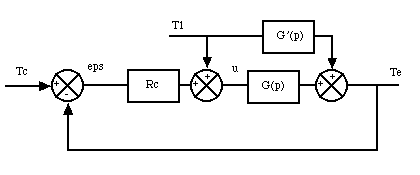 T1
G'(p)
Tc
+
-
eps
Rc
+
+
u
G(p)
+
+
Te